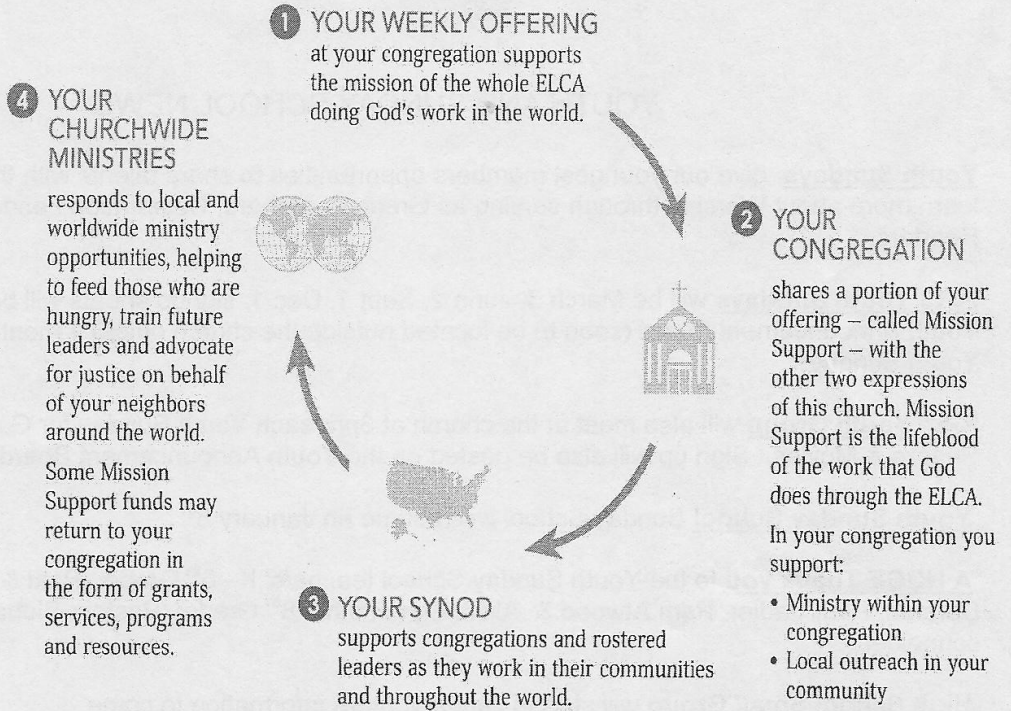 1 YOUR WEEKLY OFFERING
at your congregation supports
the mission of the whole ELCA
doing God's work in the world.
2 YOUR
CONGREGATION
shares a portion of your
offering – called Mission
Support – with the
other two expressions
of this church. Mission
Support is the lifeblood
of the work that God
does through the ELCA.
In your congregation you
support:
• Ministry within your
congregation
• Local outreach in your
community
3 YOUR SYNOD
supports congregations and rostered
leaders as they work in their communities
and throughout the world.
4 YOUR
CHURCHWIDE
MINISTRIES
responds to local and
worldwide ministry
opportunities, helping
to feed those who are
hungry, train future
leaders and advocate
for justice on behalf
of your neighbors
around the world.
Some Mission
Support funds may
return to your
congregation in
the form of grants,
services, programs
and resources.